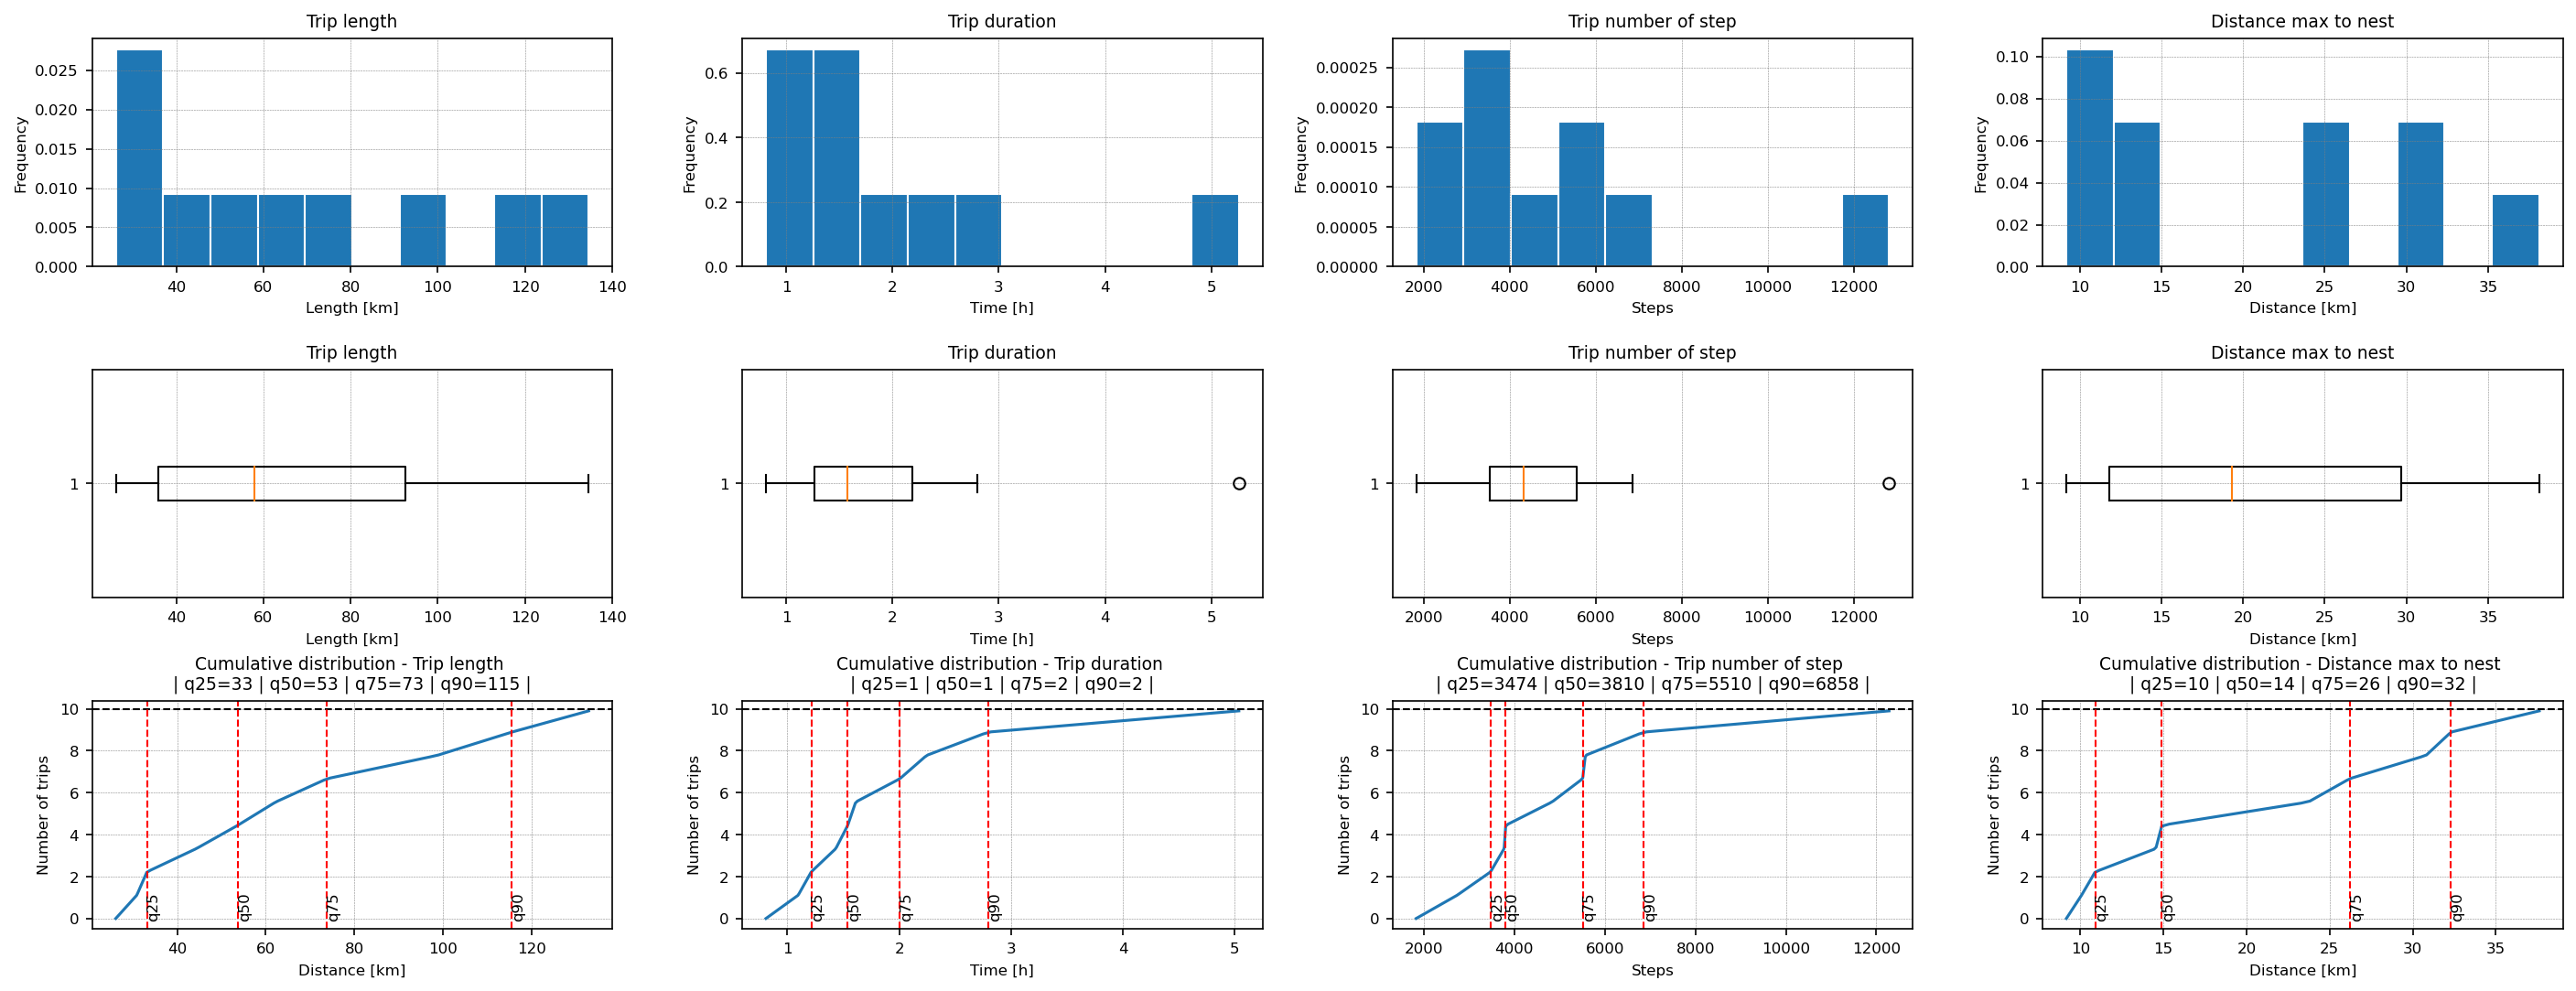 Trip length
Frequency
0.025
0.020
0.015
0.010
0.005
0.000
40 60 80 100 120 140
Length [km]
Trip duration
Frequency
0.6
0.4
0.2
0.0
1 2 3 4 5
Time [h]
Trip number of step
Frequency
0.00025
0.00020
0.00015
0.00010
0.00005
0.00000
2000 4000 6000 8000 10000 12000
Steps
Distance max to nest
Frequency
0.10
0.08
0.06
0.04
0.02
0.00
10 15 20 25 30 35
Distance [km]
Trip length
1
40 60 80 100 120 140
Length [km]
Trip duration
1
1 2 3 4 5
Time [h]
Trip number of step
1
2000 4000 6000 8000 10000 12000
Steps
Distance max to nest
1
10 15 20 25 30 35
Distance [km]
Cumulative distribution - Trip length
| q25=33 | q50=53 | q75=73 | q90=115 |
Number of trips
10
8
6
4
2
0
q25 q50 q75 q90
40 60 80 100 120
Distance [km]
Cumulative distribution - Trip duration
| q25=1 | q50=1 | q75=2 | q90=2 |
Number of trips
10
8
6
4
2
0
q25 q50 q75 q90
1 2 3 4 5
Time [h]
Cumulative distribution - Trip number of step
| q25=3474 | q50=3810 | q75=5510 | q90=6858 |
Number of trips
10
8
6
4
2
0
q25 q50 q75 q90
2000 4000 6000 8000 10000 12000
Steps
Cumulative distribution - Distance max to nest
| q25=10 | q50=14 | q75=26 | q90=32 |
Number of trips
10
8
6
4
2
0
q25 q50 q75 q90
10 15 20 25 30 35
Distance [km]